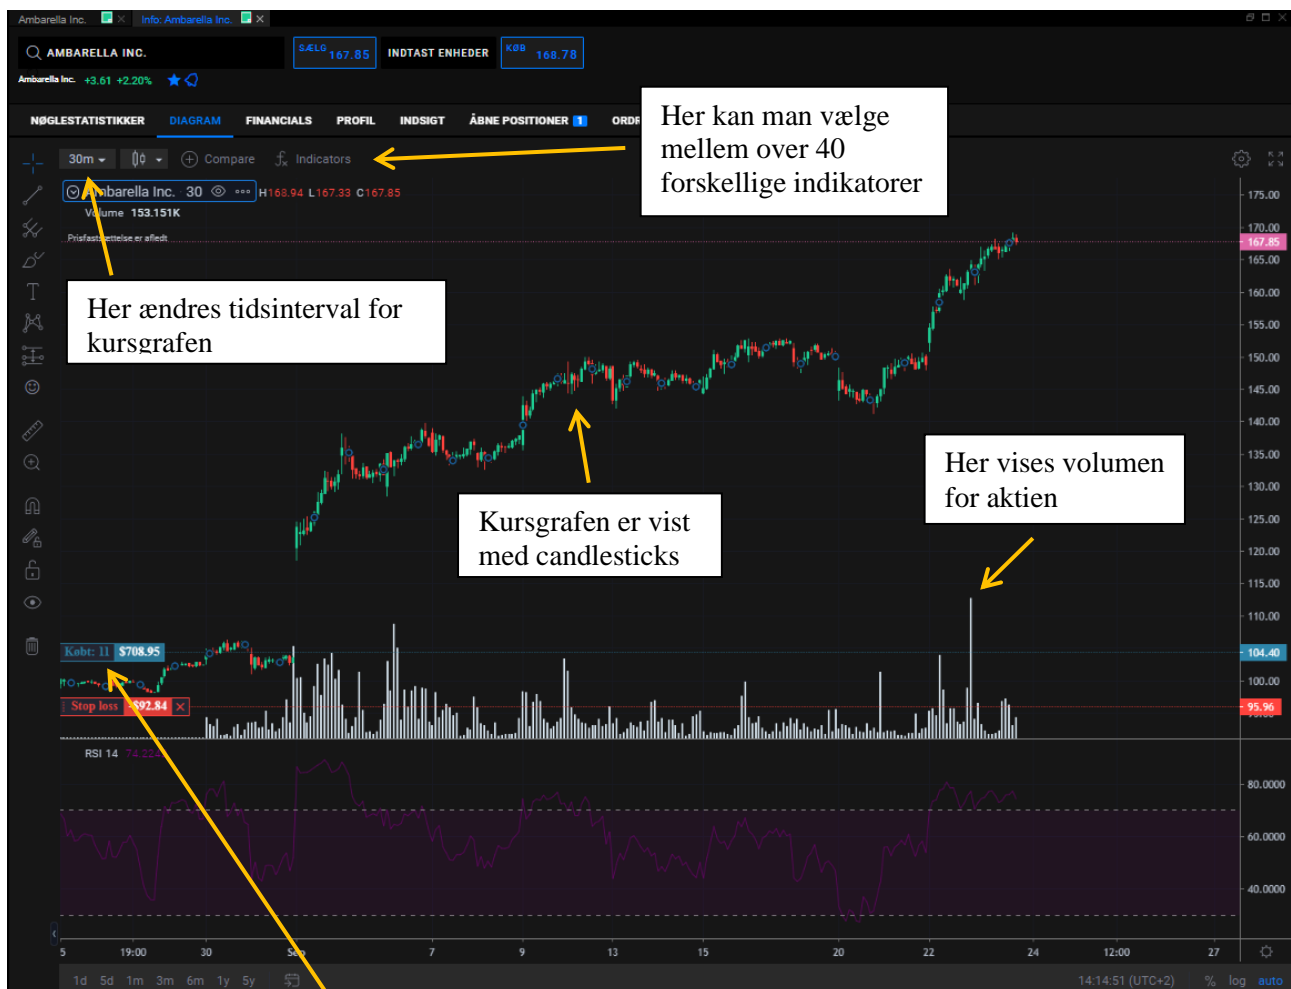 Ambarella Inc. Info: Ambarella Inc.
AMBARELLA INC. SÆLG 167.85 INDTAST ENHEDER KØB 168.78
Ambarella Inc. +3.61 +2.20%
NØGLESTATISTIKKER DIAGRAM FINANCIALS PROFIL INDSIGT ÅBNE POSITIONER 1 ORDR
Her kan man vælge
mellem over 40
forskellige indikatorer
30m Compare Indicators
Ambarella Inc. 30 H168.94 L167.33 C167.85
Volume 153.151K
Prisfastsættelse er afledt
Her ændres tidsinterval for
kursgrafen
Kursgrafen er vist
med candlesticks
Her vises volumen
for aktien
175.00
170.00
167.85
165.00
160.00
155.00
150.00
145.00
140.00
135.00
130.00
125.00
120.00
115.00
110.00
104.40
100.00
95.96
Købt: 11 $708.95
Stop loss -$92.84
RSI 14
80.0000
60.0000
40.0000
5 19:00 30 Sep 7 9 13 15 20 22 24 12:00 27
1d 5d 1m 3m 6m 1y 5y 14:14:51 (UTC+2) % log auto